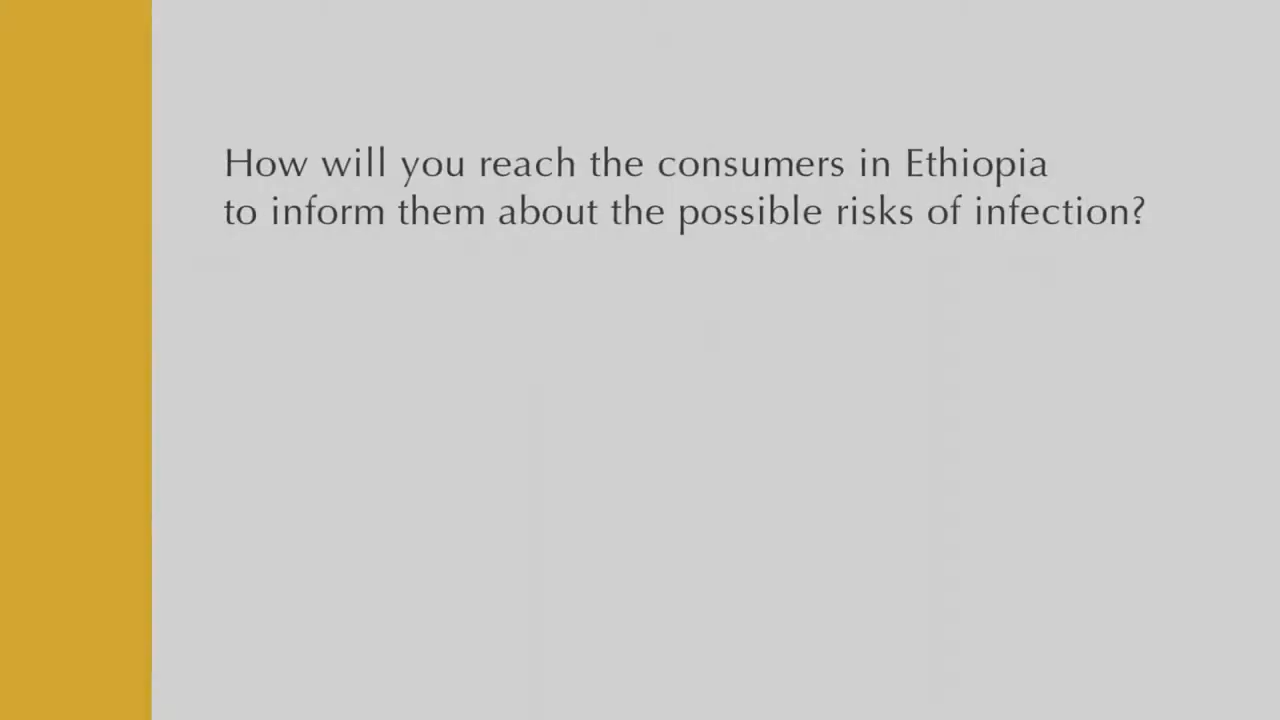 How will you reach the consumers in Ethiopia
to inform them about the possible risks of infection?